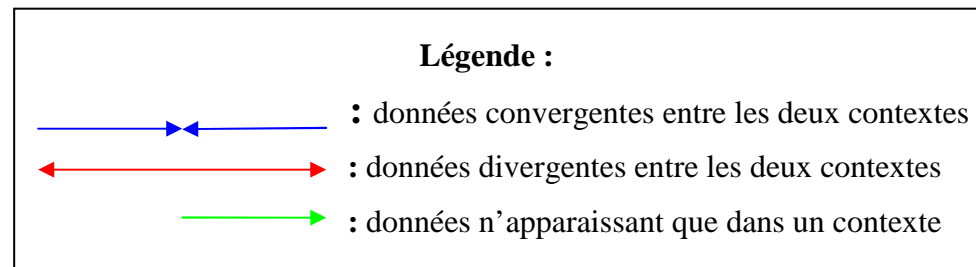 Légende :
: données convergentes entre les deux contextes
: données divergentes entre les deux contextes
: données n’apparaissant que dans un contexte